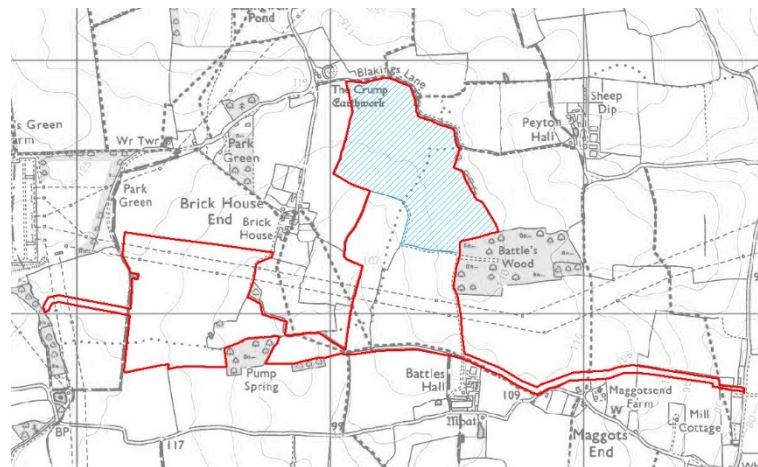 Pond
119
Blakings Lane
The Crump
Earthwork
Sheep
Dip
Peyton
Hall
's Green
Wr Twr
Park
Green
Park
Green
Brick House
End
Brick
House
107
Battle's
Wood
Pump
Spring
Battles
Hall
Moat
109
Maggotsend
Farm
W
Mill
Cottage
Maggots
End
BP
117
99